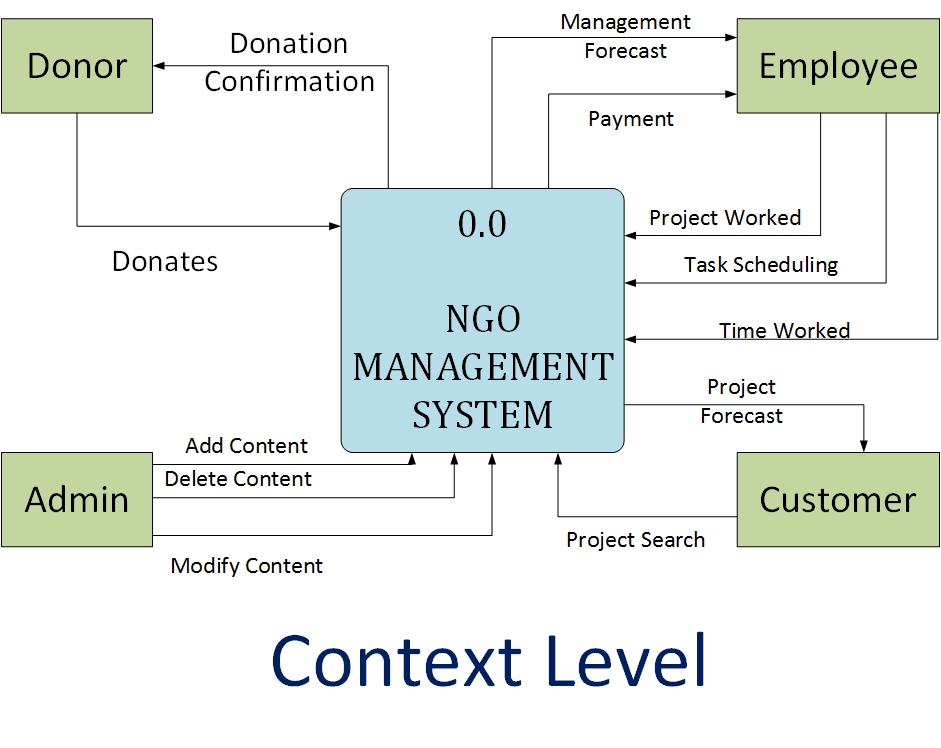 Donor
Donation
Confirmation
Management
Forecast
Employee
Payment
Donates
0.0
NGO
MANAGEMENT
SYSTEM
Project Worked
Task Scheduling
Time Worked
Project
Forecast
Admin
Add Content
Delete Content
Modify Content
Customer
Project Search
Context Level